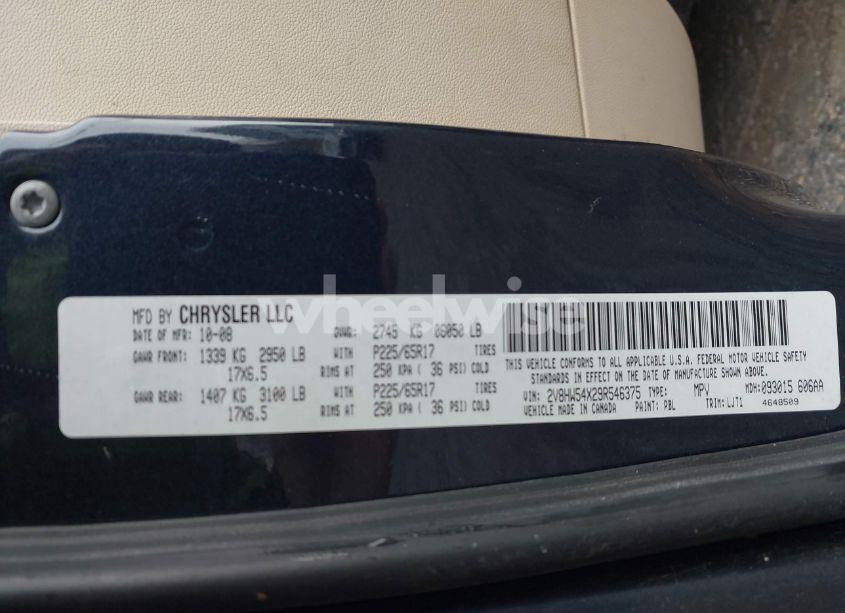 MFD BY CHRYSLER LLC
DATE OF MFR: 10-08 GVWR: 2745 KG 06050 LB
GAWR FRONT: 1339 KG 2950 LB WITH P225/65R17 TIRES
17X6.5 RIMS AT 250 KPA ( 36 PSI) COLD
GAWR REAR: 1407 KG 3100 LB WITH P225/65R17 TIRES
17X6.5 RIMS AT 250 KPA ( 36 PSI) COLD
THIS VEHICLE CONFORMS TO ALL APPLICABLE U.S.A. FEDERAL MOTOR VEHICLE SAFETY
STANDARDS IN EFFECT ON THE DATE OF MANUFACTURE SHOWN ABOVE.
VIN: 2V8HW54X29R546375 TYPE: MPV MDH:093015 606AA
VEHICLE MADE IN CANADA PAINT: PBL TRIM: LJT1 4648509
wheelwise